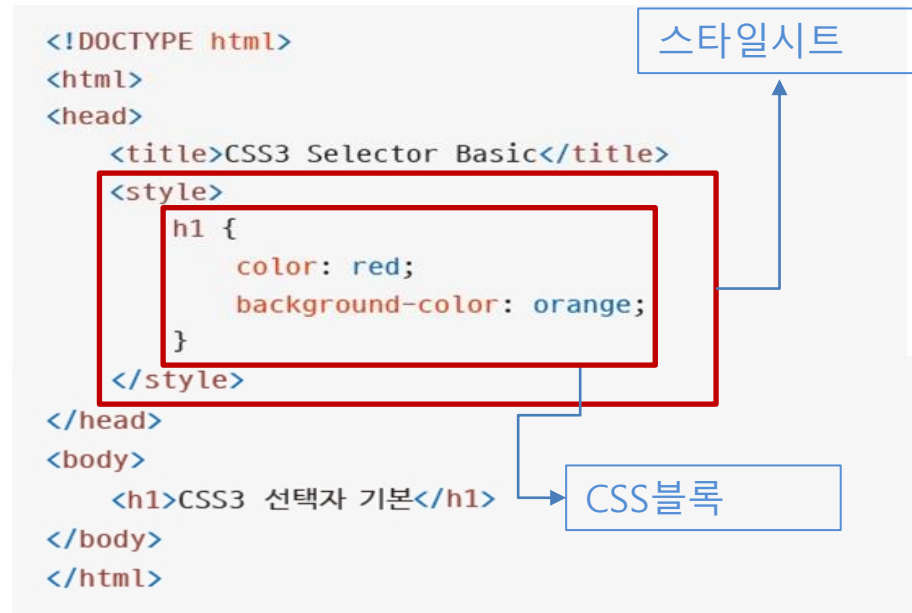 <!DOCTYPE html>
스타일시트
<html>
<head>
<title>CSS3 Selector Basic</title>
<style>
h1 {
color: red;
background-color: orange;
}
</style>
</head>
<body>
<h1>CSS3 선택자 기본</h1>
CSS블록
</body>
</html>